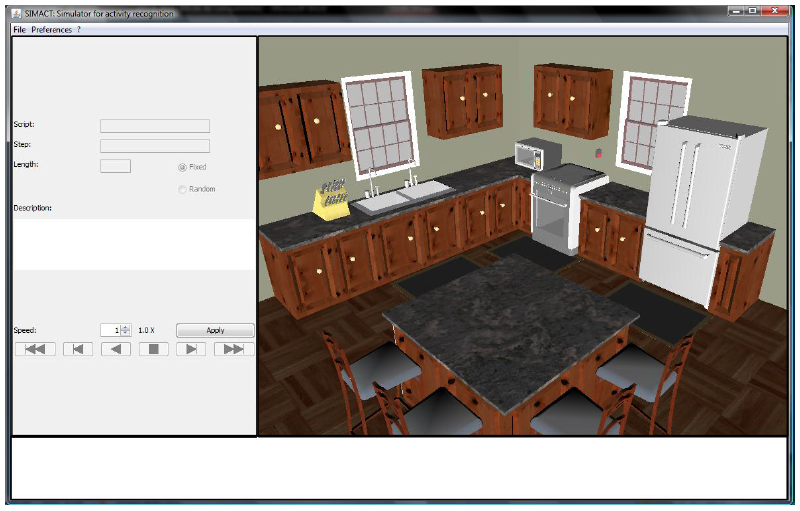 SIMACT: Simulator for activity recognition
File Preferences ?
Script:
Step:
Length:
Fixed
Random
Description:
Speed:
1
1.0 X
Apply